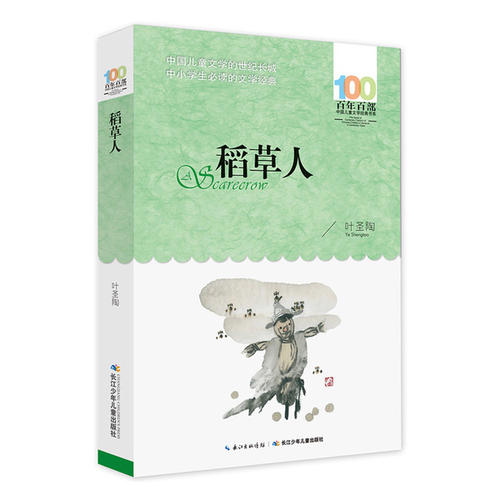 中国儿童文学的世纪长城
中小学生必读的文学经典
100
百年百部
中国儿童文学经典书系
稻草人
A Scarecrow
叶圣陶
Ye Shengtao
长江出版传媒
长江少年儿童出版社
100
百年百部
稻草人
叶圣陶
长江少年儿童出版社
CHANGJIANG CHILDREN'S PRESS